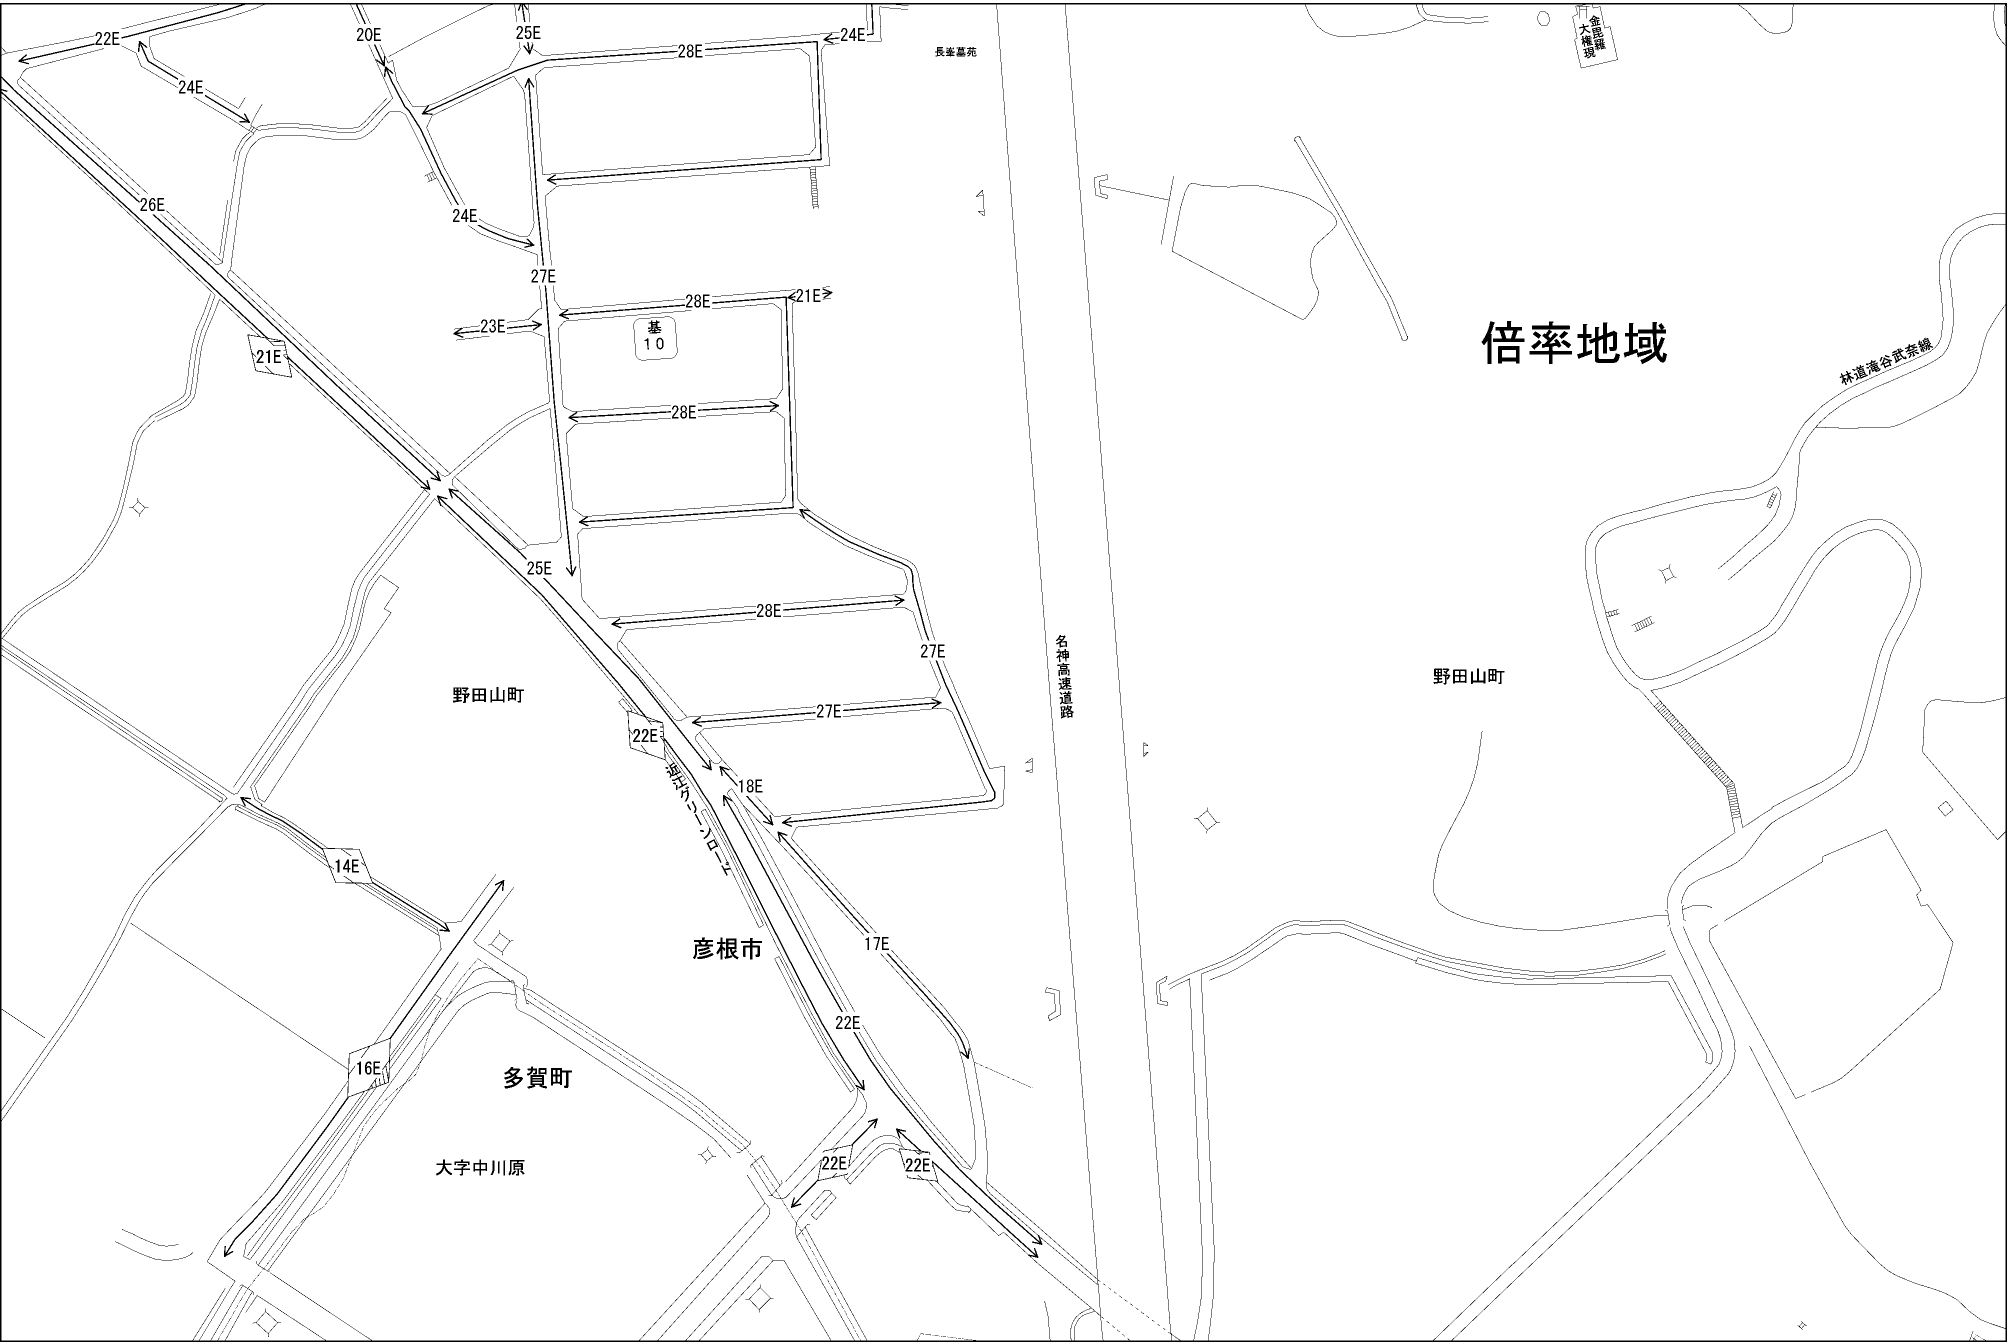 22E
20E
25E
28E
24E
長峯墓苑
金毘羅
大権現
24E
26E
24E
27E
28E
21E
23E
基
10
21E
倍率地域
林道滝谷武奈線
28E
25E
28E
27E
名神高速道路
野田山町
野田山町
27E
22E
近江グリーンロード
18E
14E
彦根市
17E
22E
16E
多賀町
大字中川原
22E
22E